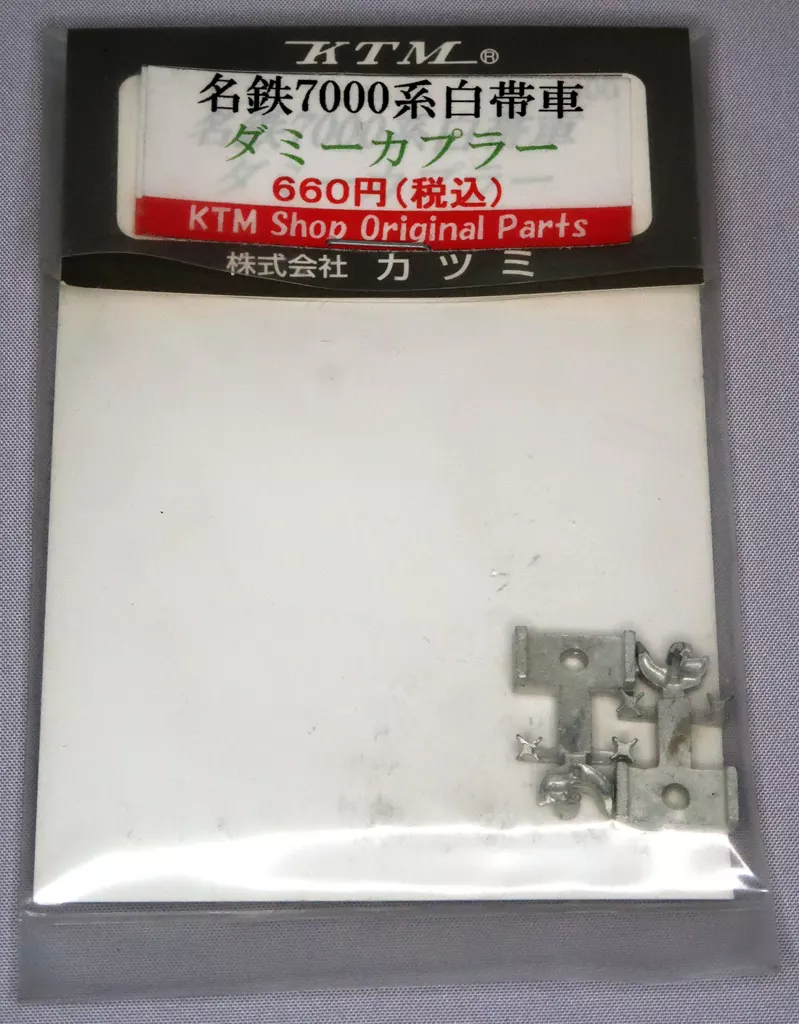 KTM®
名鉄7000系白帯車
ダミーカプラー
660円(税込)
KTM Shop Original Parts
株式会社 カツミ